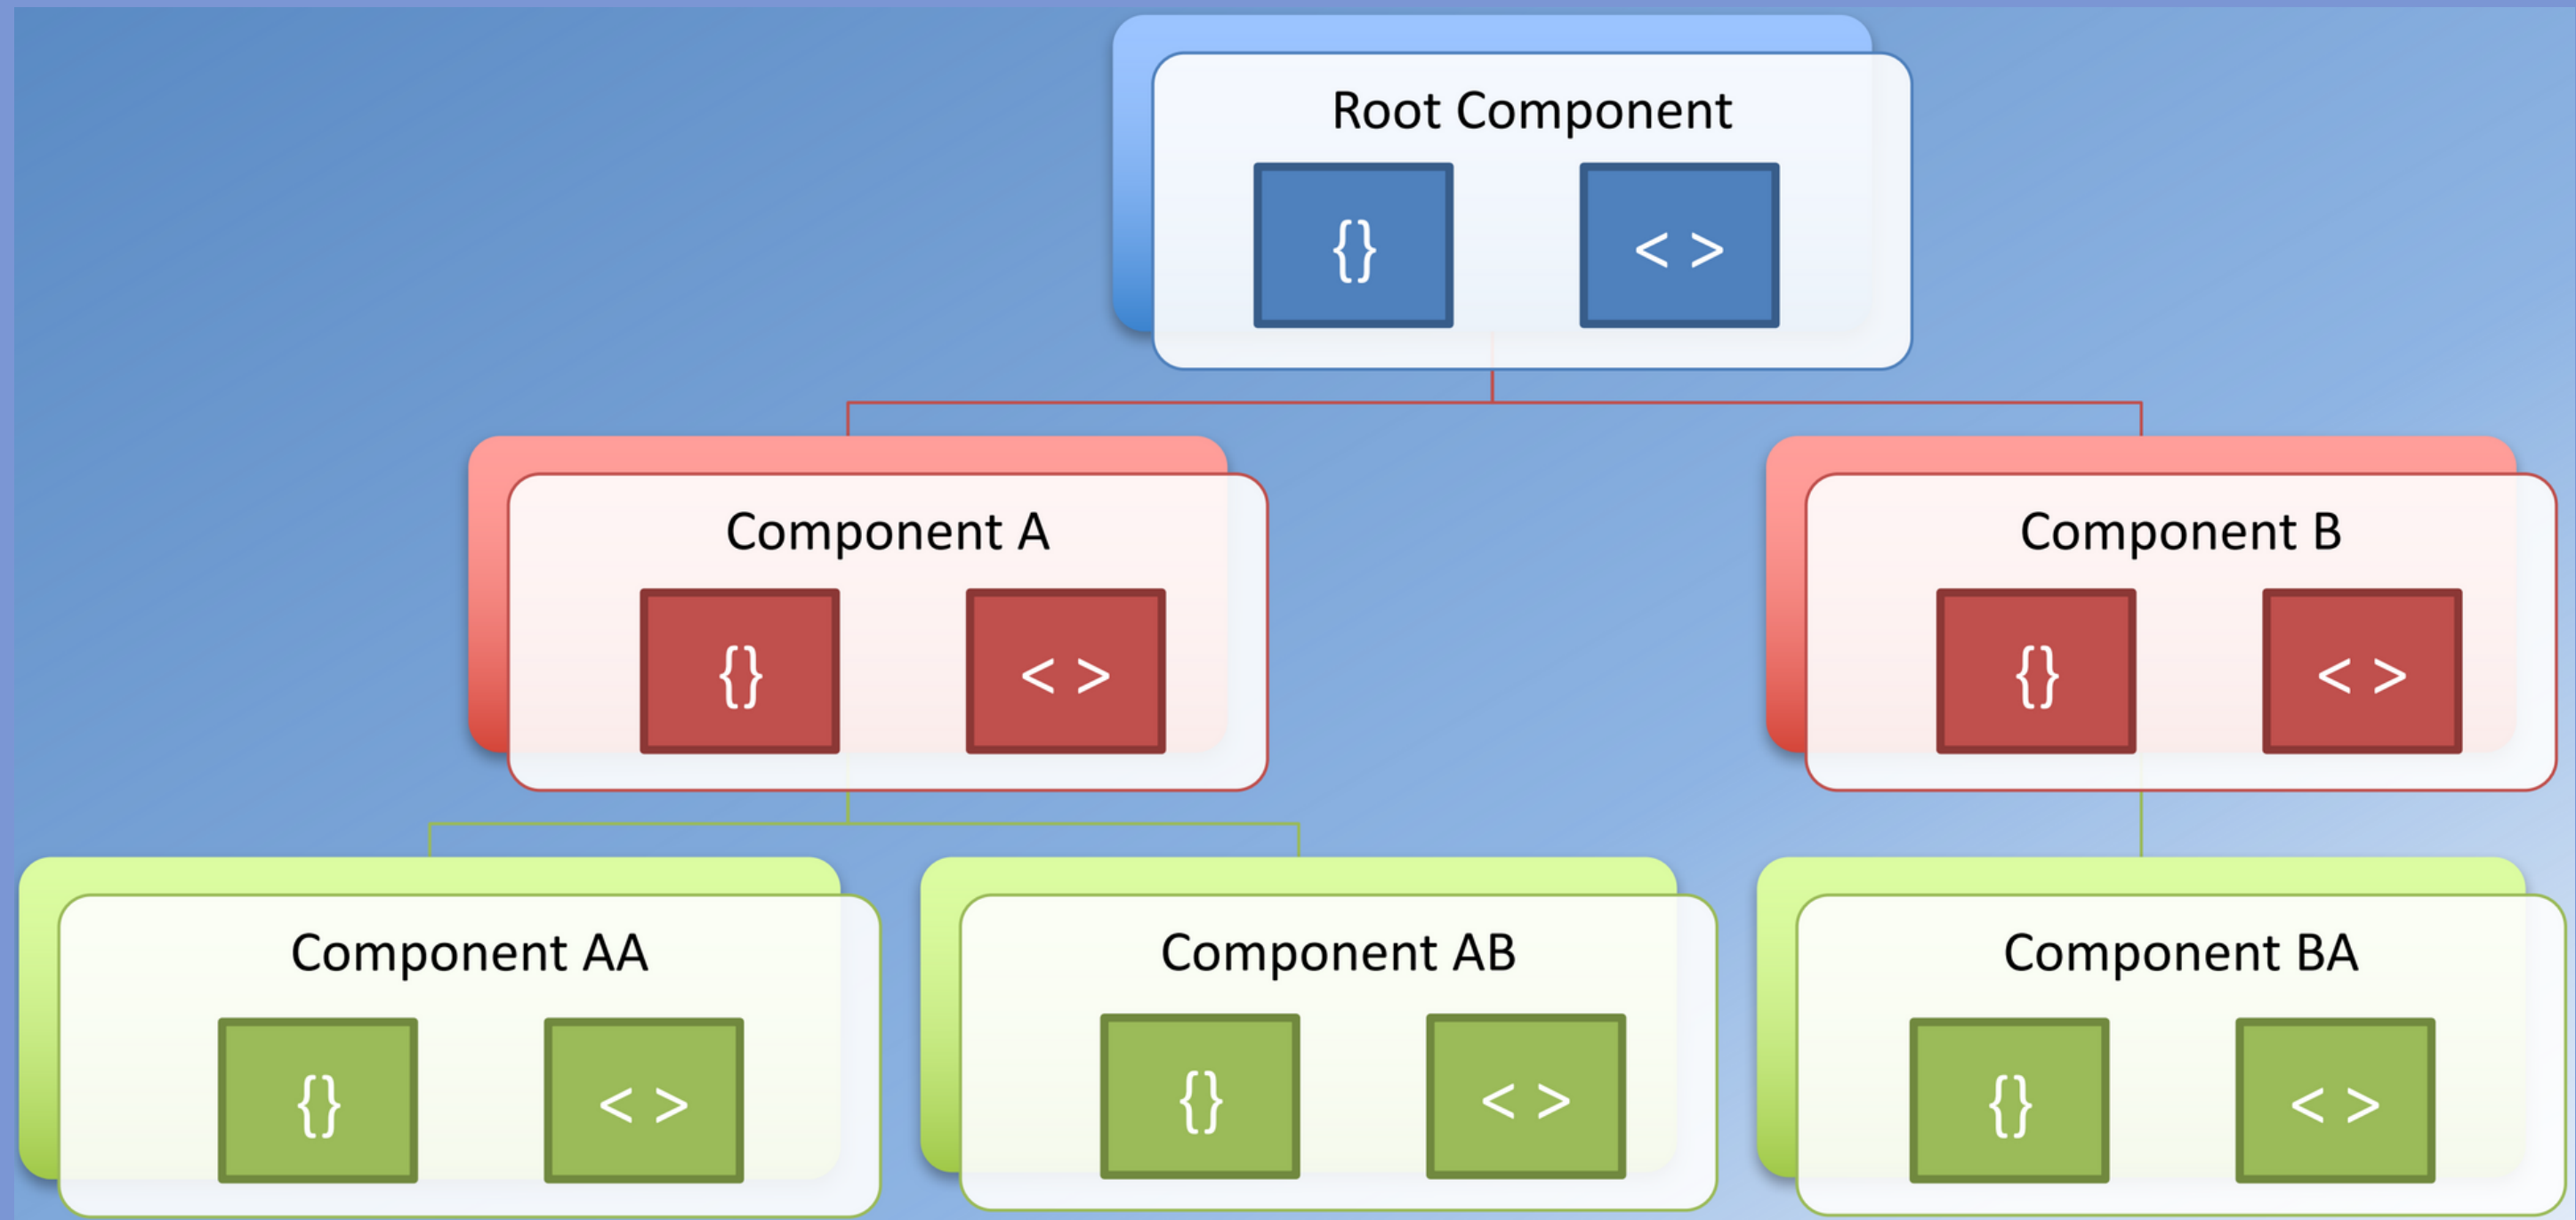 Root Component
{} < >
Component A
{} < >
Component B
{} < >
Component AA
{} < >
Component AB
{} < >
Component BA
{} < >